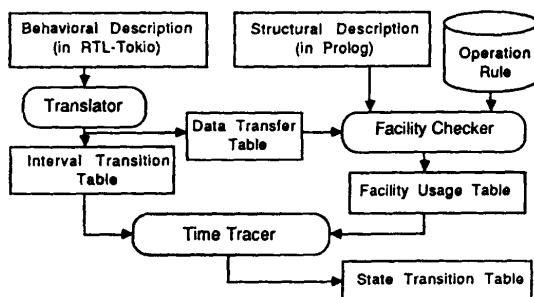 Behavioral Description
(in RTL-Tokio)
Structural Description
(in Prolog)
Operation
Rule
Translator
Data Transfer
Table
Facility Checker
Interval Transition
Table
Facility Usage Table
Time Tracer
State Transition Table